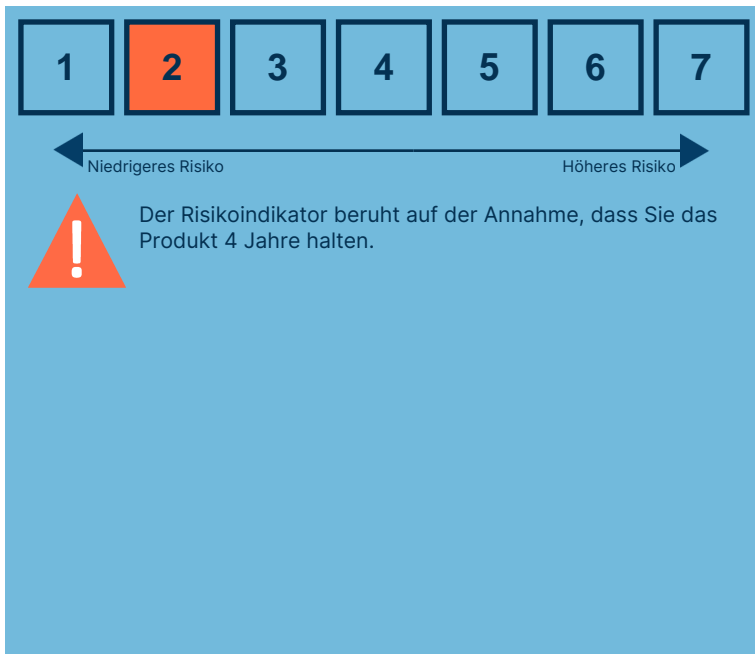 1 2 3 4 5 6 7
Niedrigeres Risiko Höheres Risiko
!
Der Risikoindikator beruht auf der Annahme, dass Sie das
Produkt 4 Jahre halten.